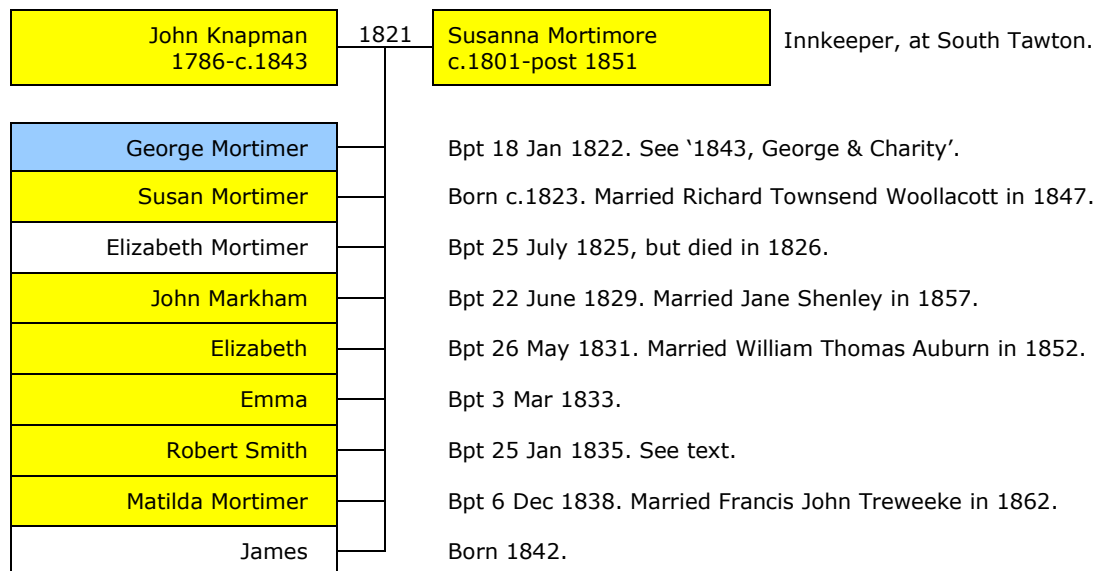 John Knapman
1786-c.1843
1821
Susanna Mortimore
c.1801-post 1851
Innkeeper, at South Tawton.
George Mortimer
Bpt 18 Jan 1822. See ‘1843, George & Charity’.
Susan Mortimer
Born c.1823. Married Richard Townsend Woollacott in 1847.
Elizabeth Mortimer
Bpt 25 July 1825, but died in 1826.
John Markham
Bpt 22 June 1829. Married Jane Shenley in 1857.
Elizabeth
Bpt 26 May 1831. Married William Thomas Auburn in 1852.
Emma
Bpt 3 Mar 1833.
Robert Smith
Bpt 25 Jan 1835. See text.
Matilda Mortimer
Bpt 6 Dec 1838. Married Francis John Treweeke in 1862.
James
Born 1842.